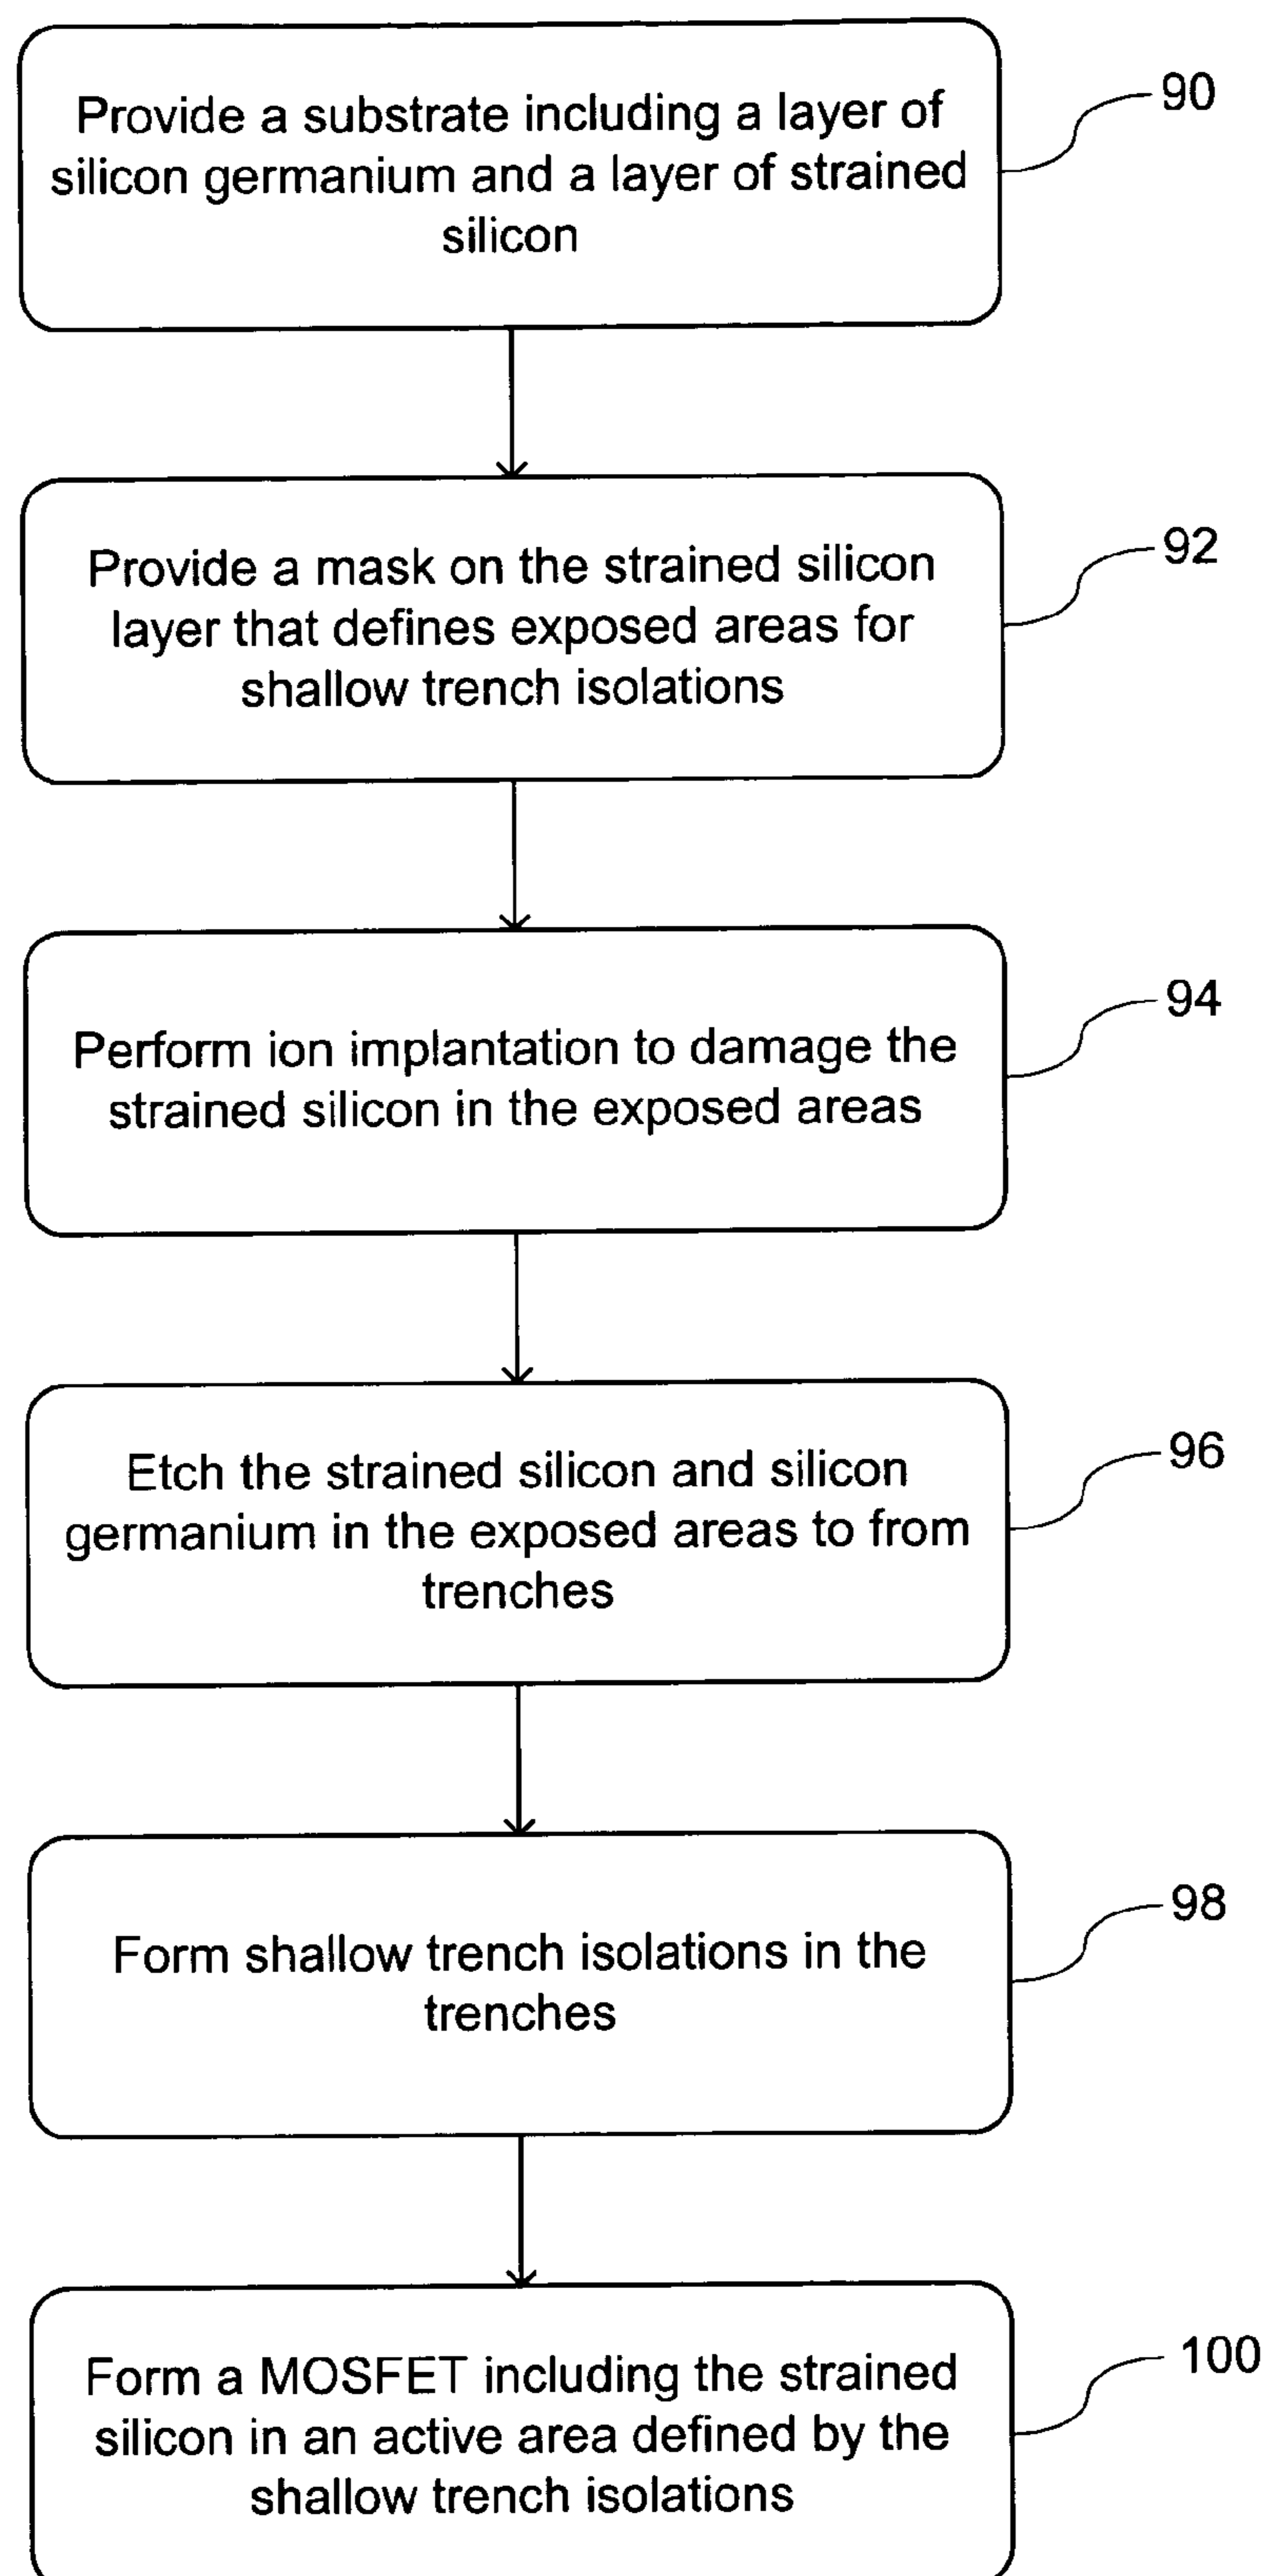 Provide a substrate including a layer of
silicon germanium and a layer of strained
silicon
90
Provide a mask on the strained silicon
layer that defines exposed areas for
shallow trench isolations
92
Perform ion implantation to damage the
strained silicon in the exposed areas
94
Etch the strained silicon and silicon
germanium in the exposed areas to from
trenches
96
Form shallow trench isolations in the
trenches
98
Form a MOSFET including the strained
silicon in an active area defined by the
shallow trench isolations
100